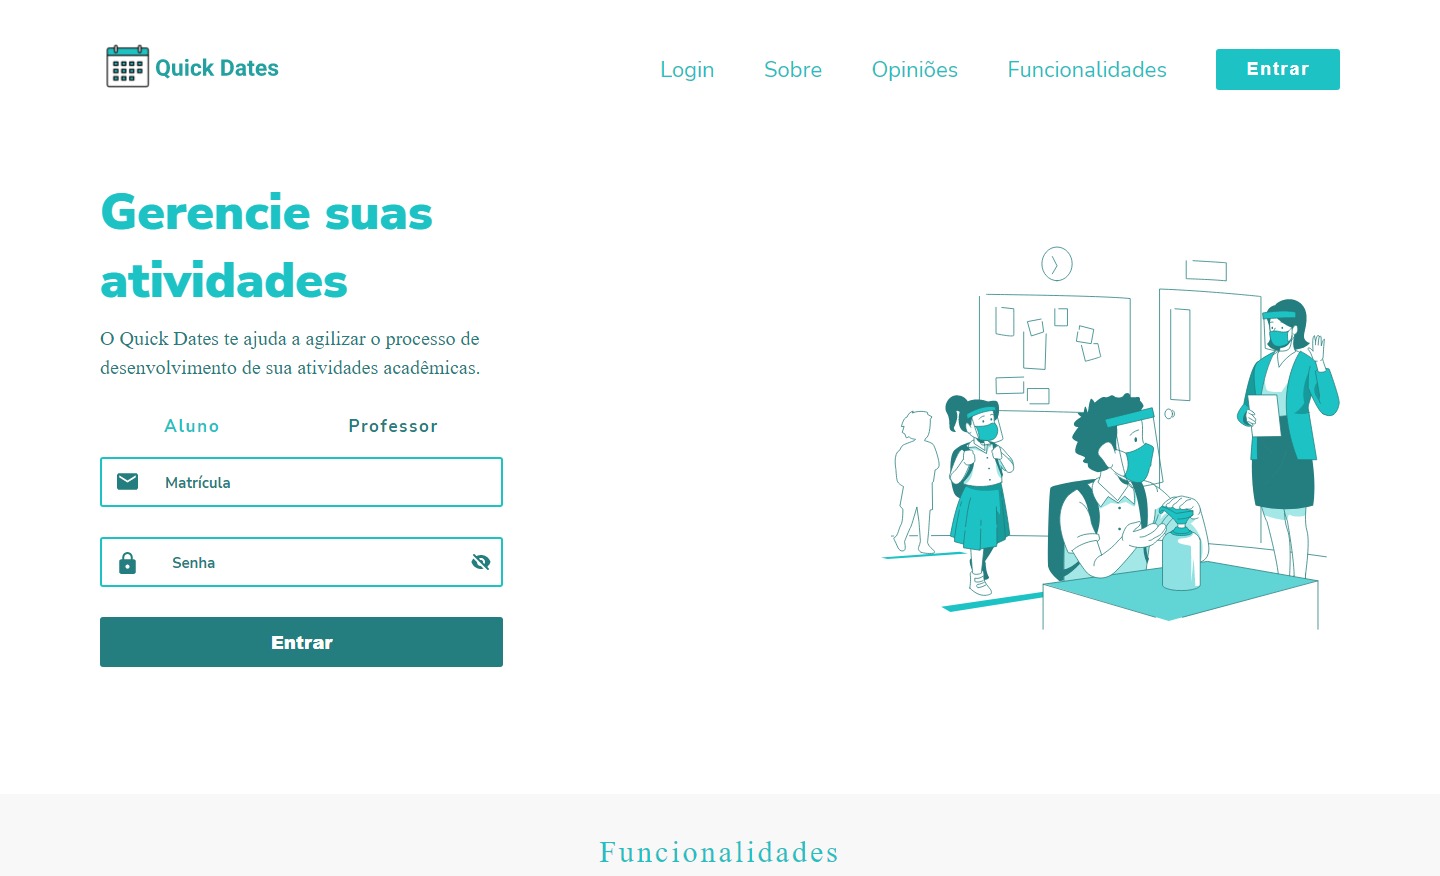 Quick Dates
Login
Sobre
Opiniões
Funcionalidades
Entrar
Gerencie suas
atividades
O Quick Dates te ajuda a agilizar o processo de
desenvolvimento de sua atividades acadêmicas.
Aluno
Professor
Matrícula
Senha
Entrar
Funcionalidades